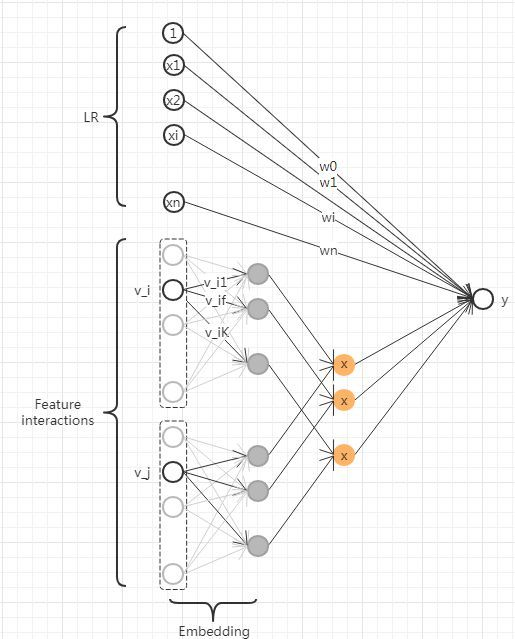 1
x1
x2
xi
xn
LR
w0
w1
wi
wn
y
v_i
v_i1
v_if
v_iK
x
x
x
Feature
interactions
v_j
Embedding